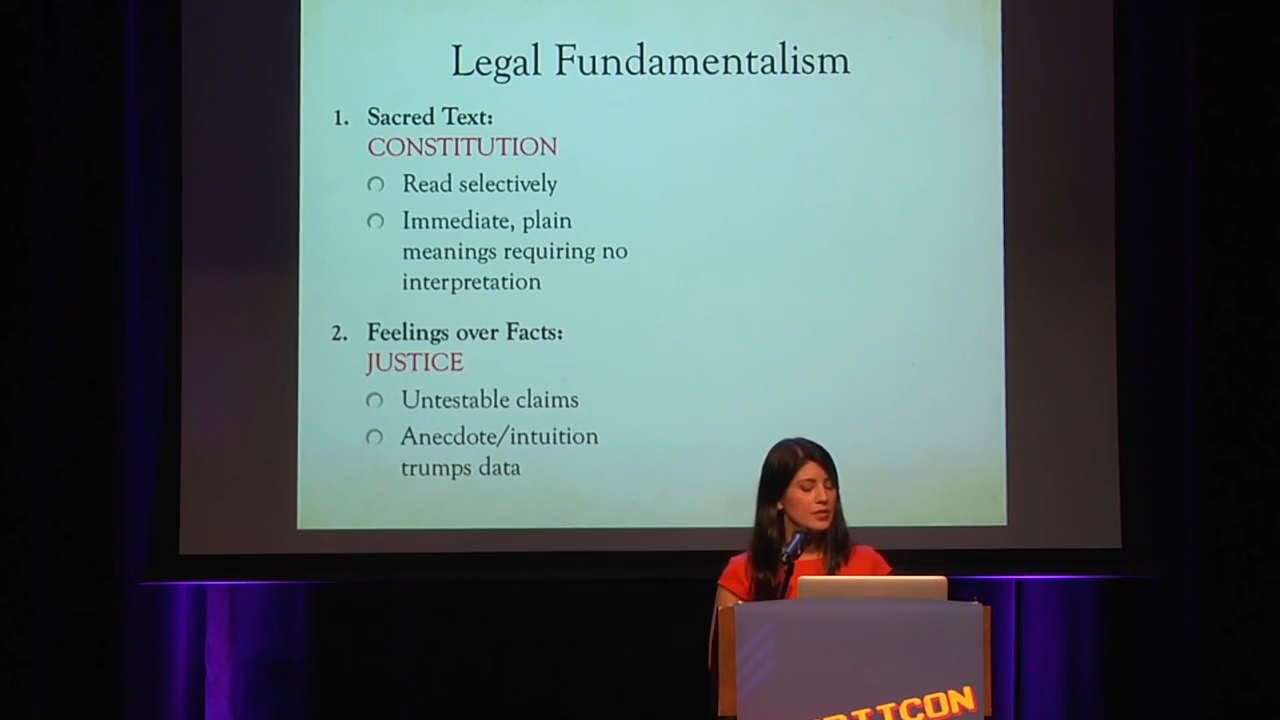 Legal Fundamentalism
1. Sacred Text:
CONSTITUTION
Read selectively
Immediate, plain
meanings requiring no
interpretation
2. Feelings over Facts:
JUSTICE
Untestable claims
Anecdote/intuition
trumps data